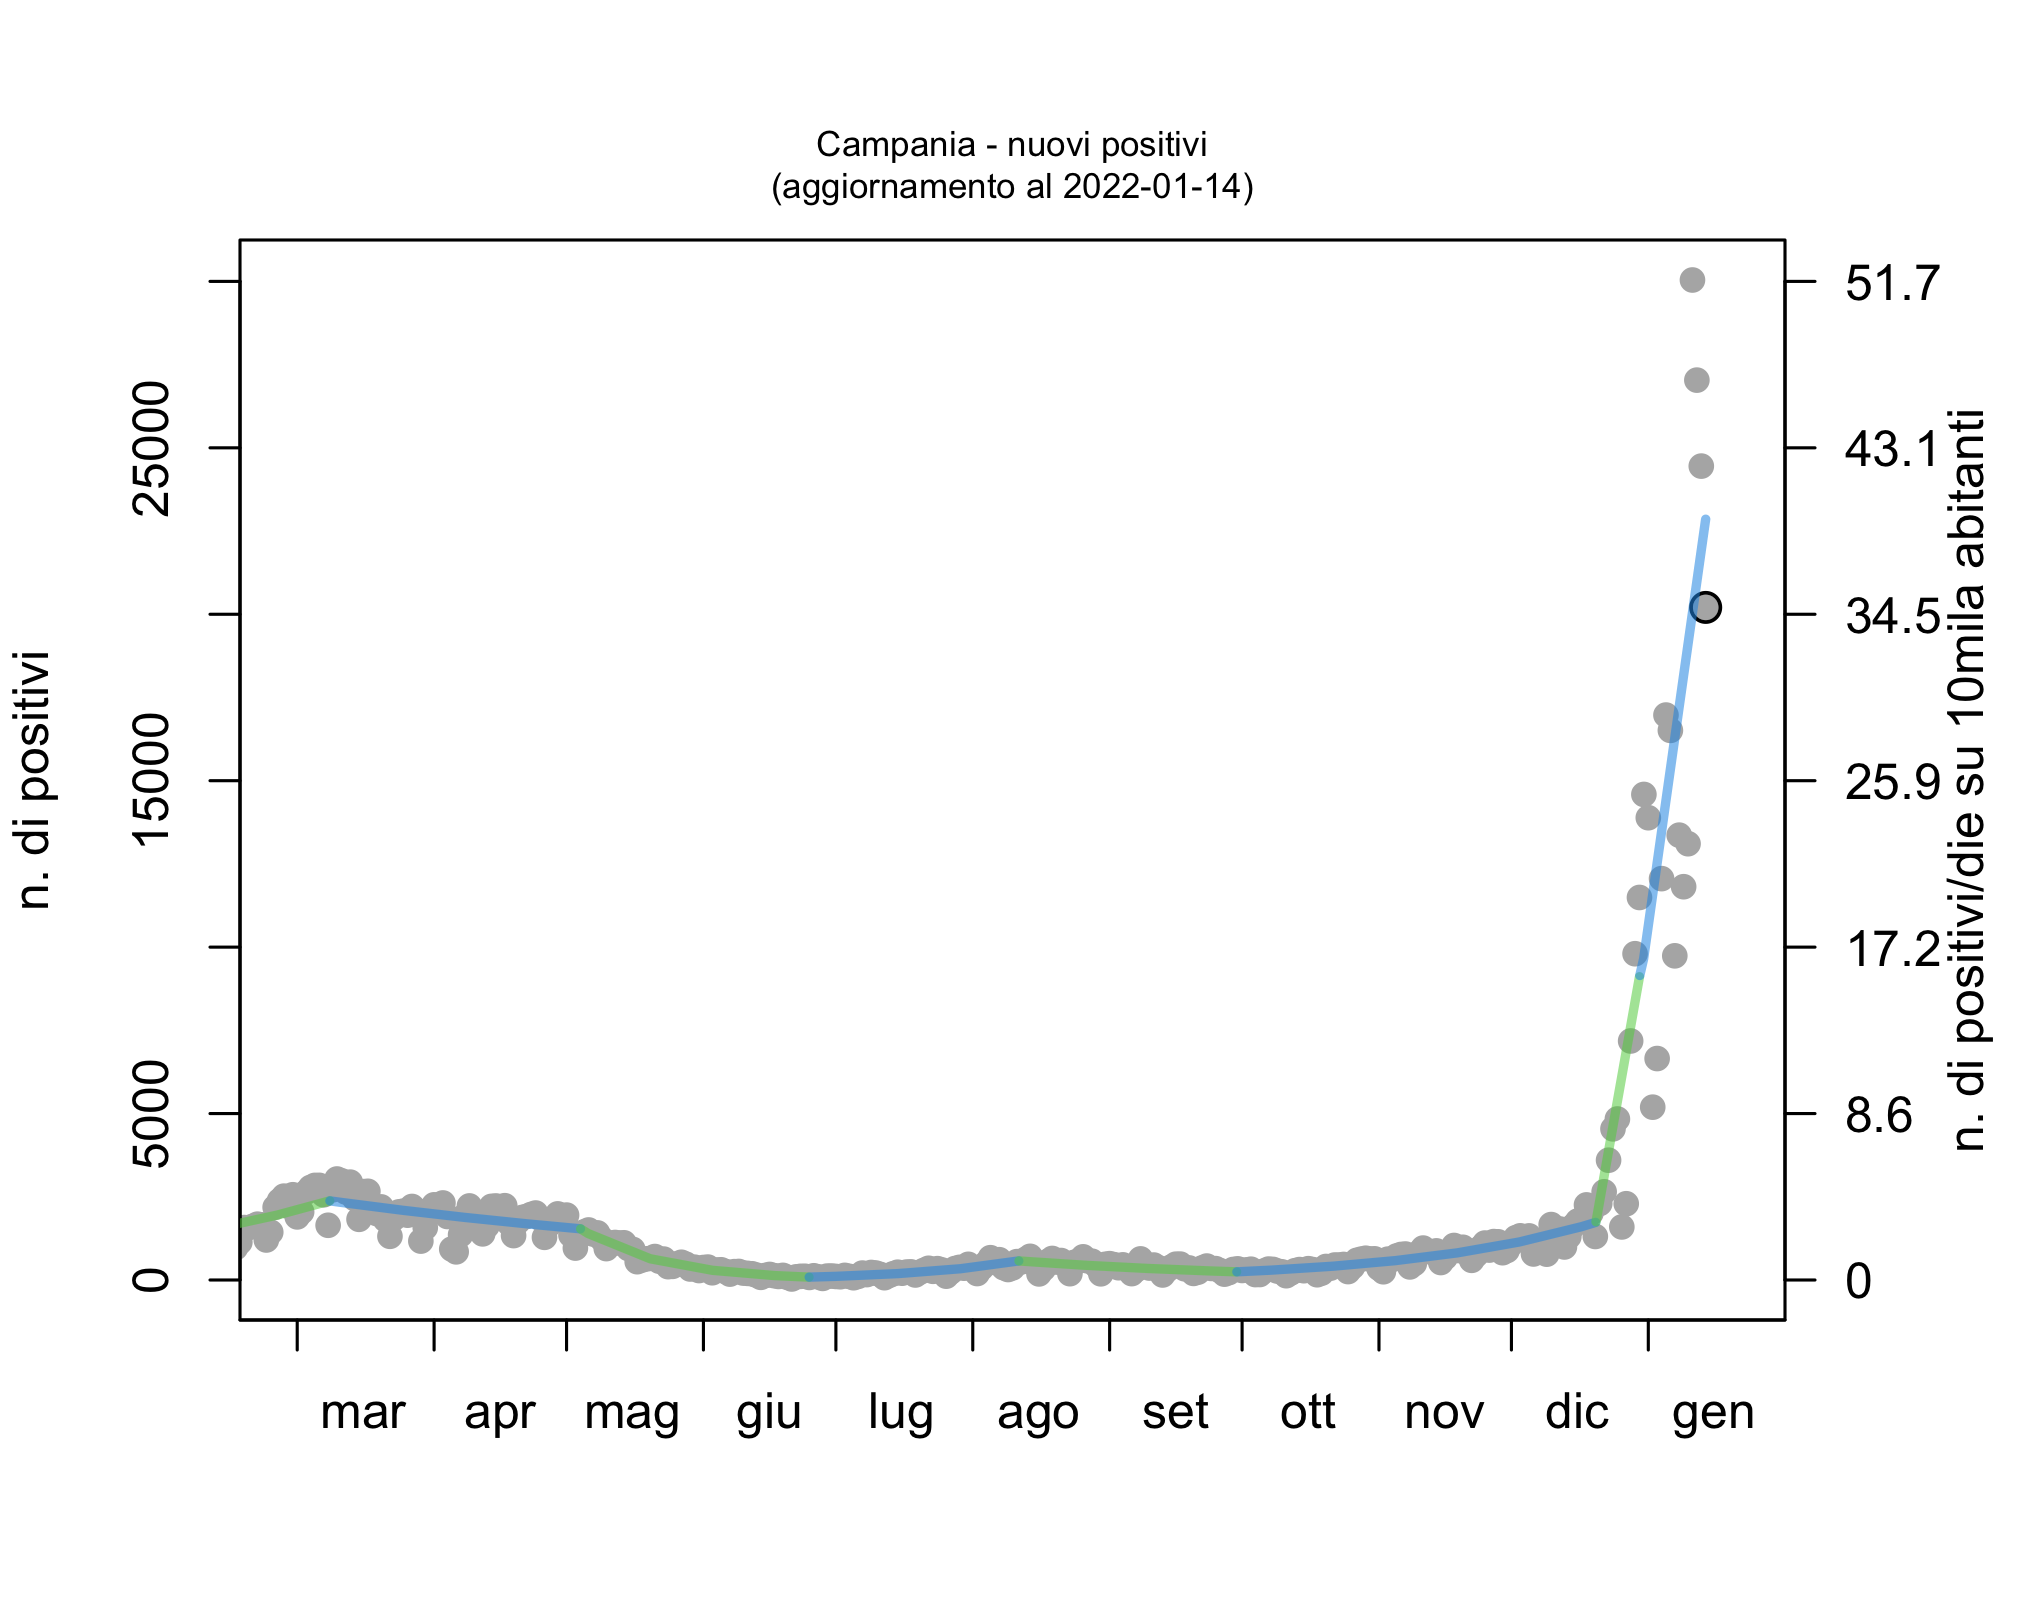 Campania - nuovi positivi
(aggiornamento al 2022-01-14)
n. di positivi
25000
15000
5000
0
51.7
43.1
34.5
25.9
17.2
8.6
0
n. di positivi/die su 10mila abitanti
mar apr mag giu lug ago set ott nov dic gen